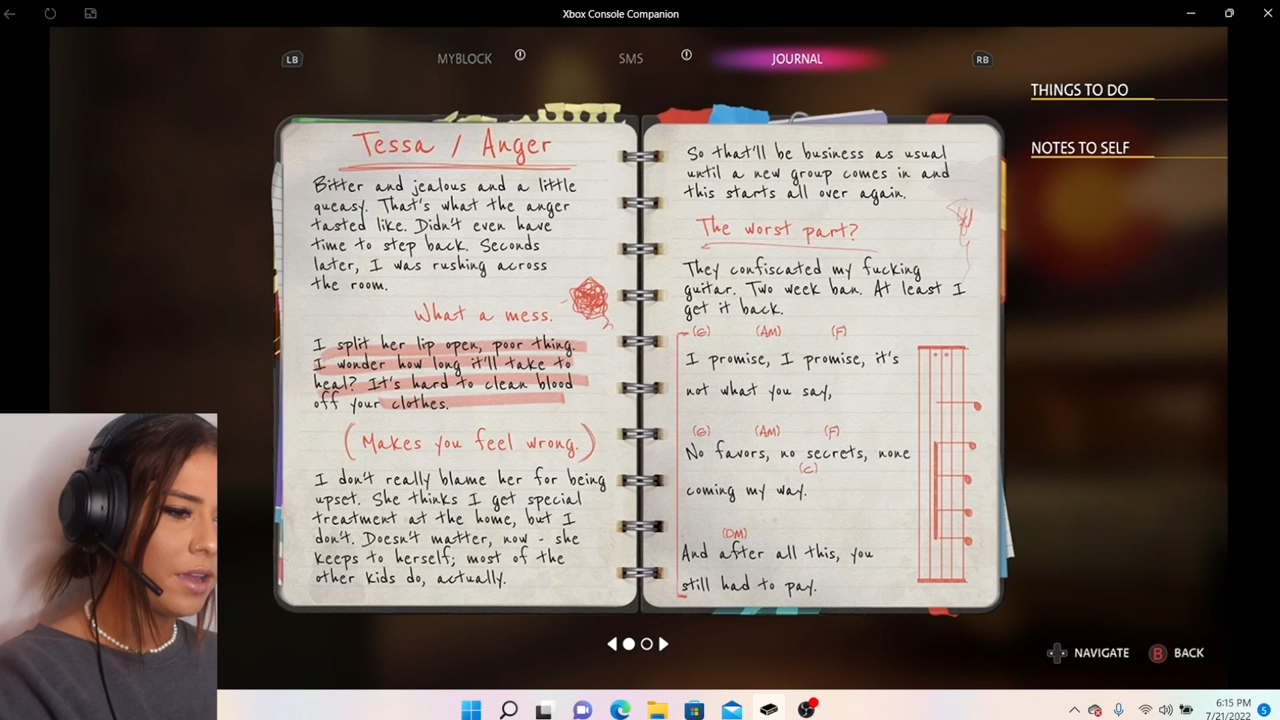 Xbox Console Companion
LB
MYBLOCK
SMS
JOURNAL
RB
THINGS TO DO
NOTES TO SELF
Tessa / Anger
Bitter and jealous and a little
queasy. That's what the anger
tasted like. Didn't even have
time to step back. Seconds
later, I was rushing across
the room.
What a mess.
I split her lip open, poor thing.
I wonder how long it'll take to
heal? It's hard to clean blood
off your clothes.
(Makes you feel wrong.)
I don't really blame her for being
upset. She thinks I get special
treatment at the home, but I
don't. Doesn't matter, now - she
keeps to herself; most of the
other kids do, actually.
So that'll be business as usual
until a new group comes in and
this starts all over again.
The worst part?
They confiscated my fucking
guitar. Two week ban. At least I
get it back.
(G) (AM) (F)
I promise, I promise, it's
not what you say,
(G) (AM) (F)
No favors, no secrets, none
(C)
coming my way.
(DM)
And after all this, you
still had to pay.
NAVIGATE
B BACK
6:15 PM
7/21/2022
5